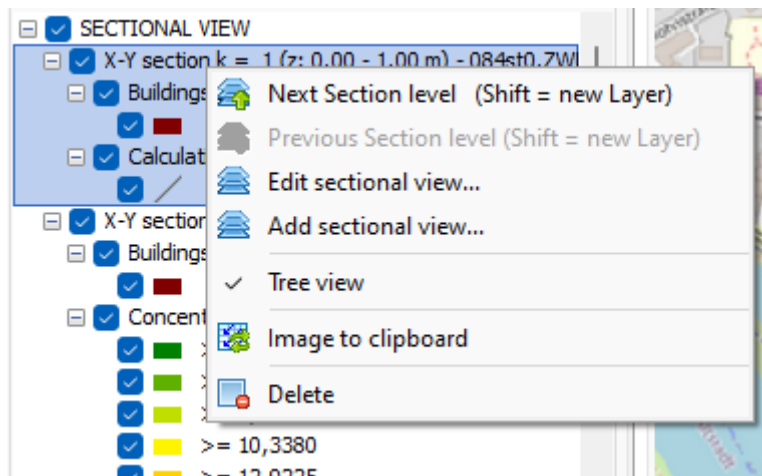 SECTIONAL VIEW
X-Y section k = 1 (z: 0.00 - 1.00 m) - 084st0.ZWI
Buildings
Next Section level (Shift = new Layer)
Previous Section level (Shift = new Layer)
Calculat
Edit sectional view...
X-Y section
Add sectional view...
Buildings
Tree view
Concent
Image to clipboard
Delete
>= 10,3380